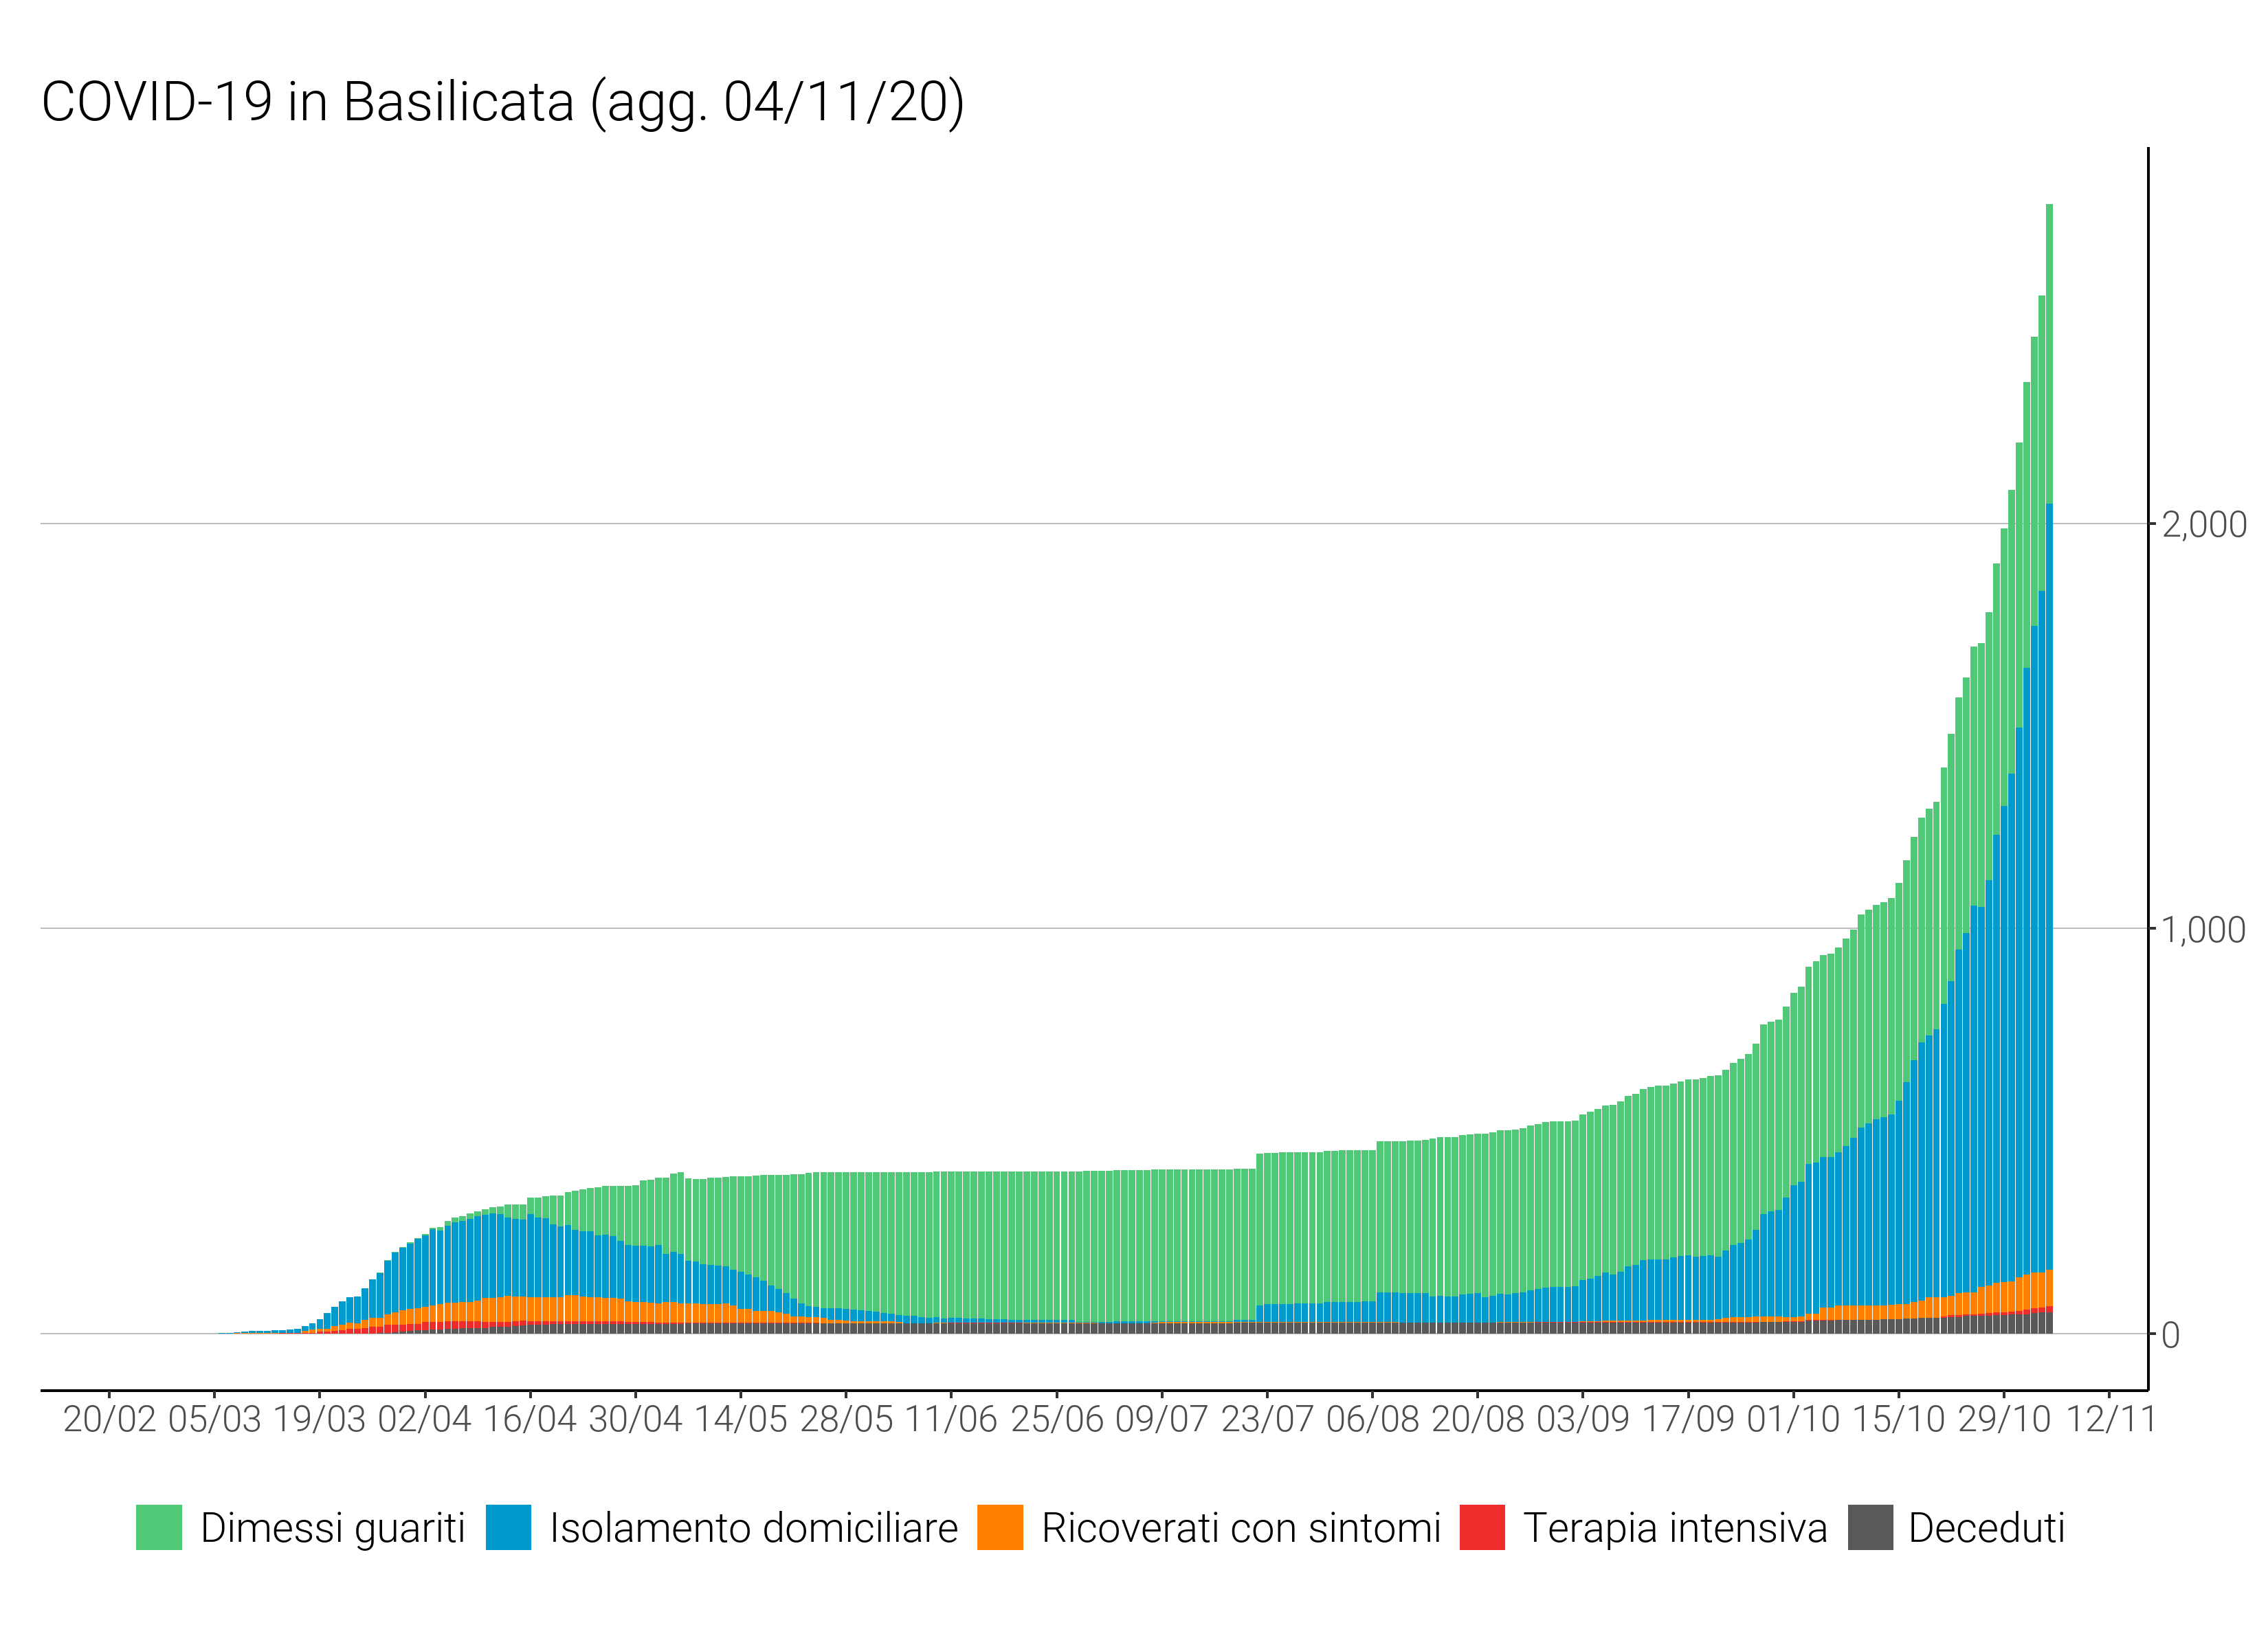 COVID-19 in Basilicata (agg. 04/11/20)
2,000
1,000
0
20/02 05/03 19/03 02/04 16/04 30/04 14/05 28/05 11/06 25/06 09/07 23/07 06/08 20/08 03/09 17/09 01/10 15/10 29/10 12/11
Dimessi guariti Isolamento domiciliare Ricoverati con sintomi Terapia intensiva Deceduti